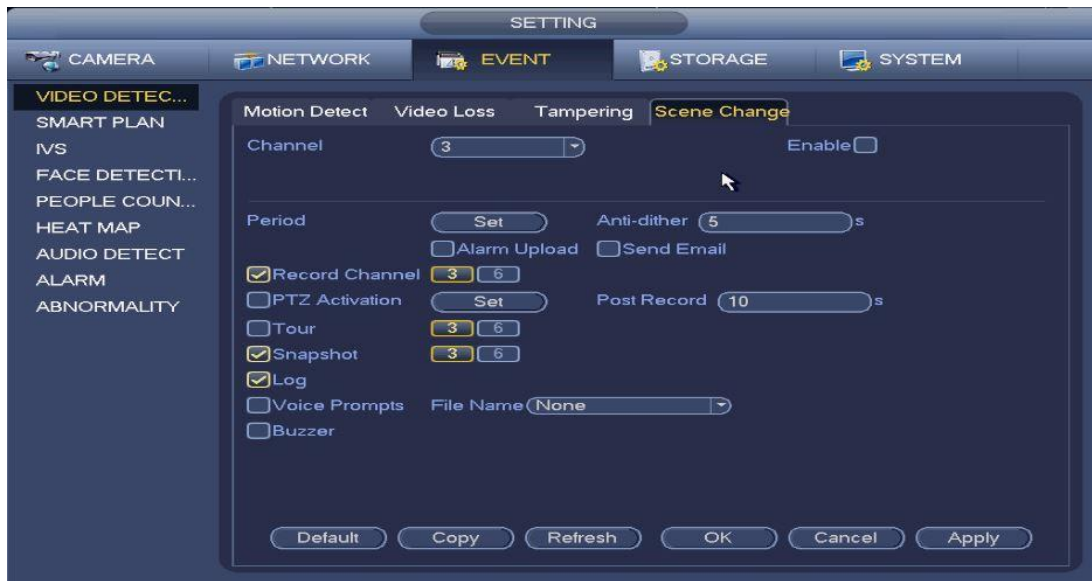 SETTING
CAMERA NETWORK EVENT STORAGE SYSTEM
VIDEO DETEC...
SMART PLAN
IVS
FACE DETECTI...
PEOPLE COUN...
HEAT MAP
AUDIO DETECT
ALARM
ABNORMALITY
Motion Detect Video Loss Tampering Scene Change
Channel 3 Enable
Period Set Anti-dither 5 s
Alarm Upload Send Email
Record Channel 3 6
PTZ Activation Set Post Record 10 s
Tour 3 6
Snapshot 3 6
Log
Voice Prompts File Name None
Buzzer
Default Copy Refresh OK Cancel Apply